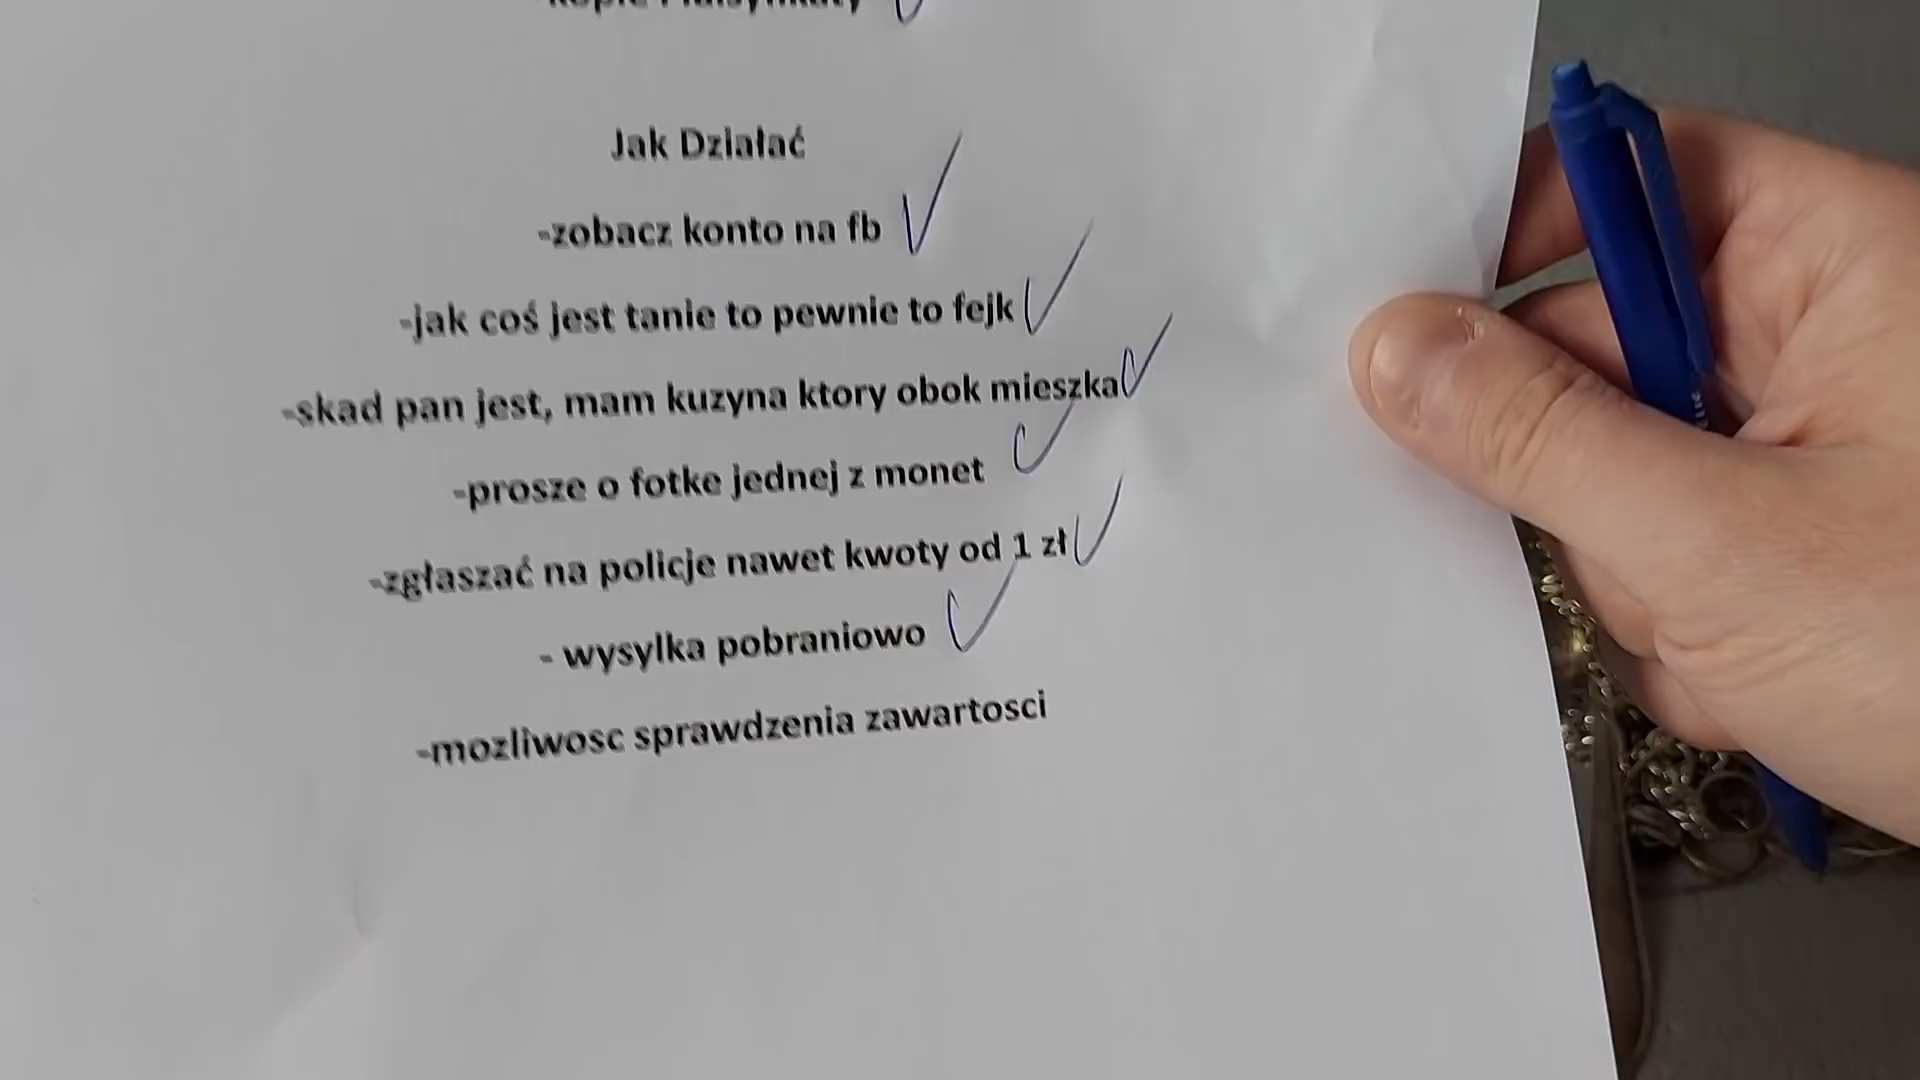 Jak Działać
-zobacz konto na fb
-jak coś jest tanie to pewnie to fejk
-skad pan jest, mam kuzyna ktory obok mieszka
-prosze o fotke jednej z monet
-zgłaszać na policje nawet kwoty od 1 zł
- wysylka pobraniowo
-mozliwosc sprawdzenia zawartosci